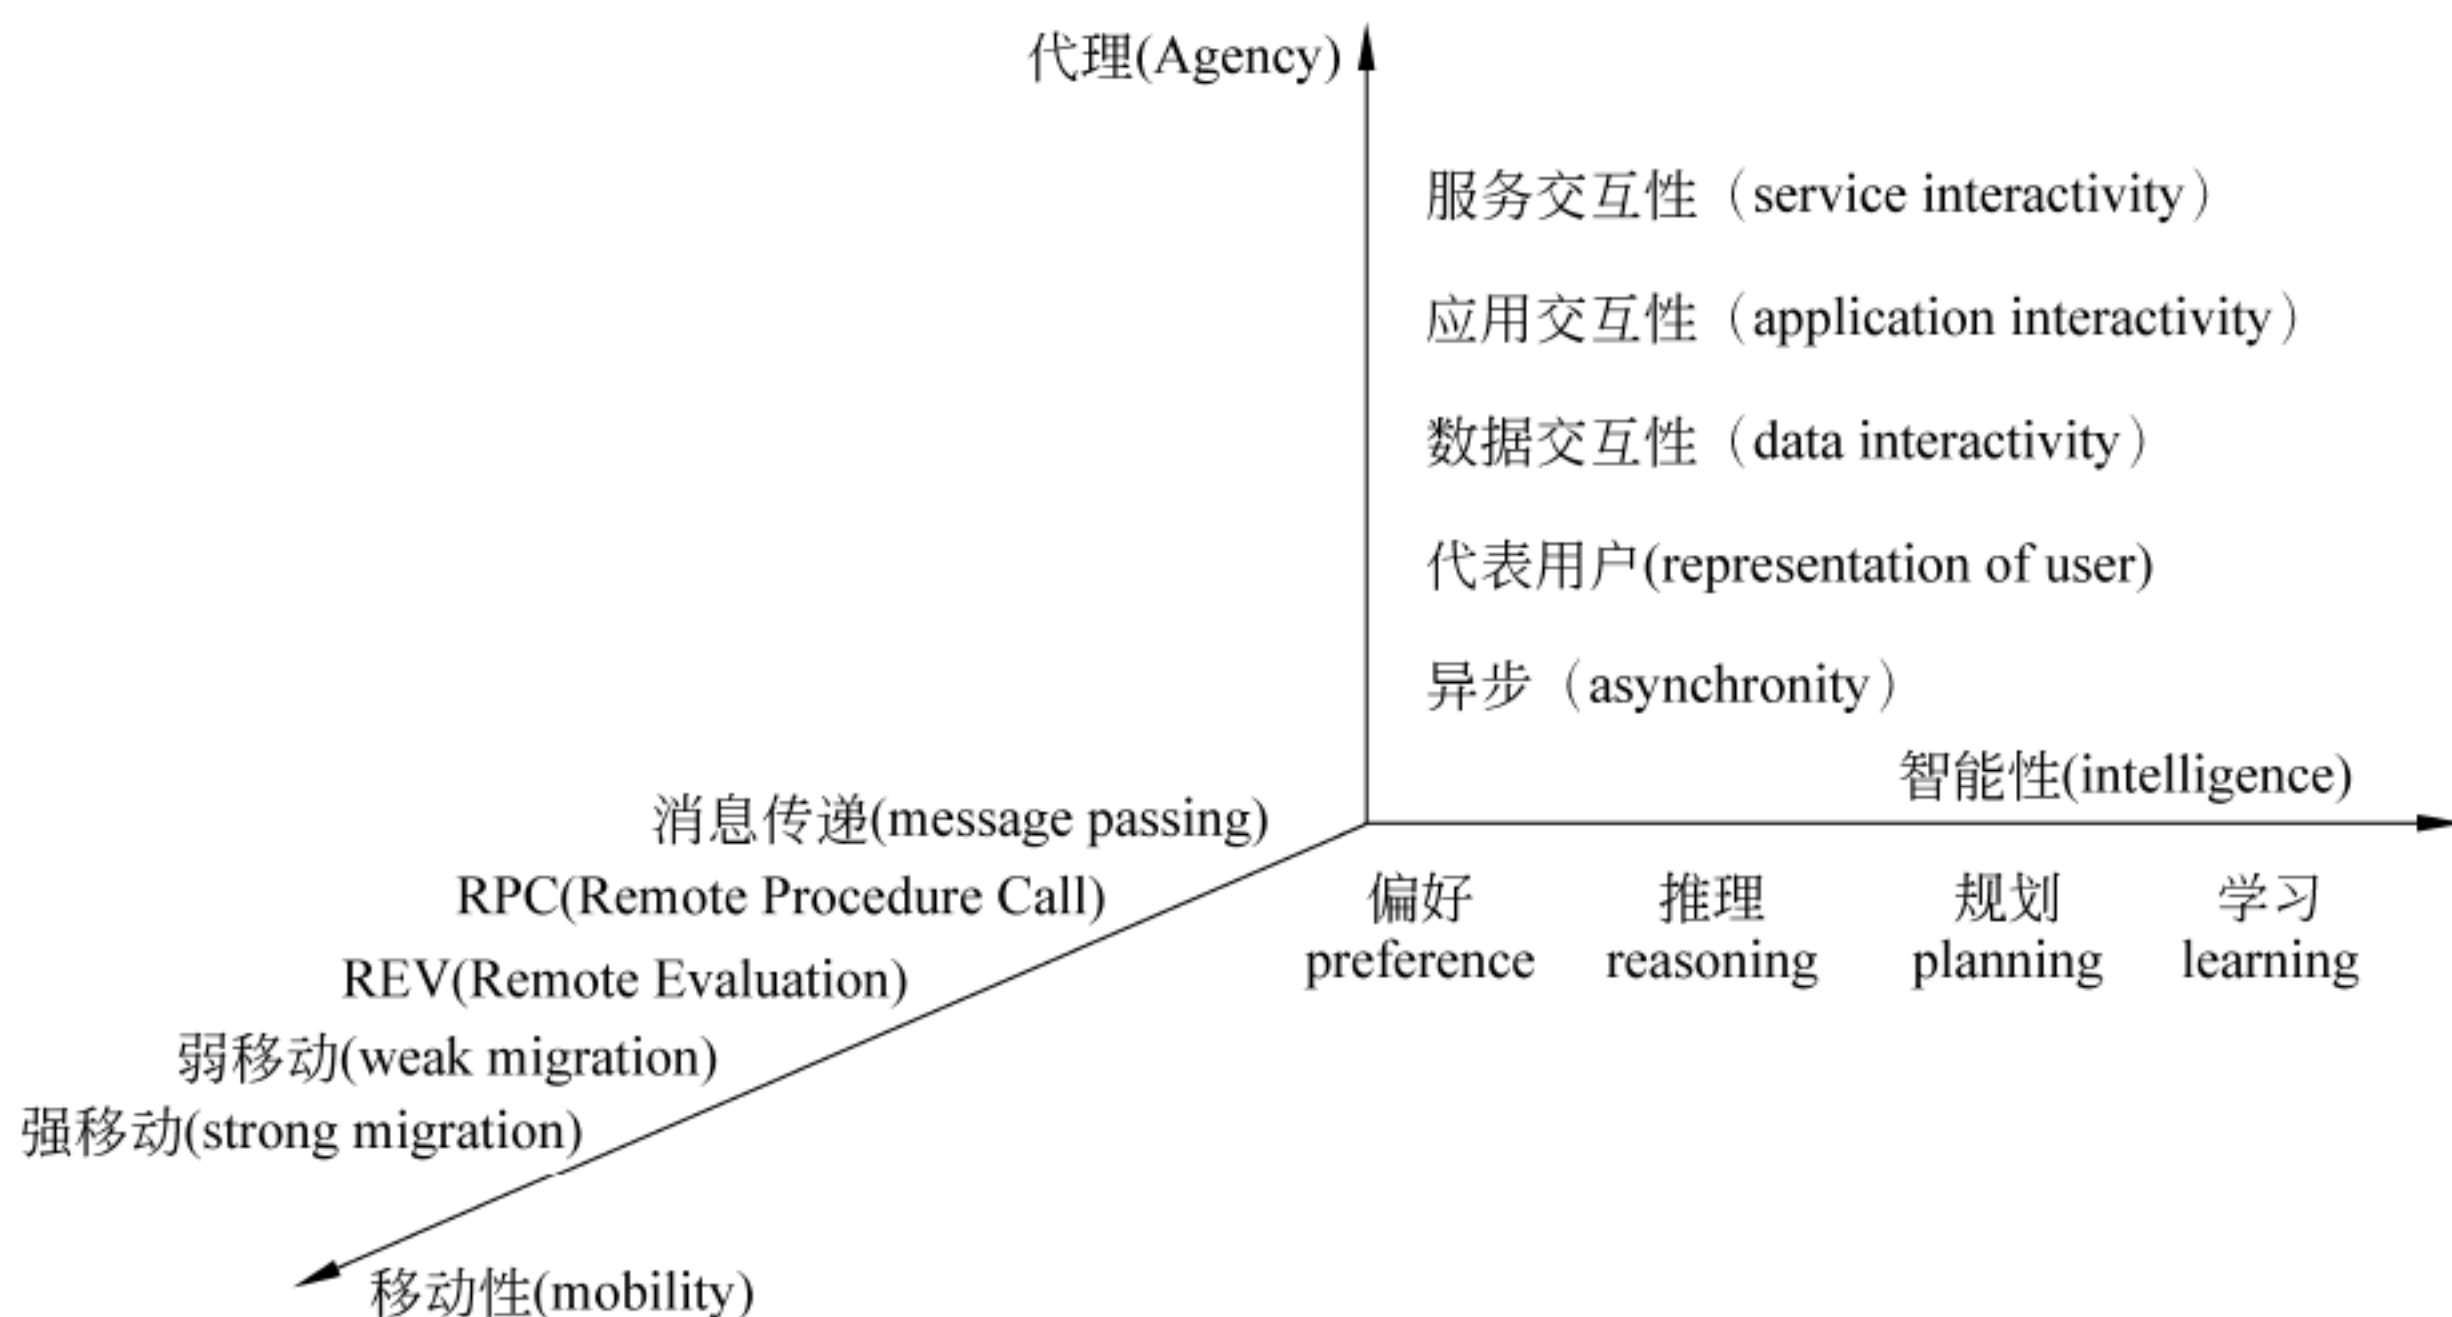 代理(Agency)
服务交互性（service interactivity）
应用交互性（application interactivity）
数据交互性（data interactivity）
代表用户(representation of user)
异步（asynchronity）
智能性(intelligence)
消息传递(message passing)
RPC(Remote Procedure Call)
REV(Remote Evaluation)
弱移动(weak migration)
强移动(strong migration)
移动性(mobility)
偏好 推理 规划 学习
preference reasoning planning learning